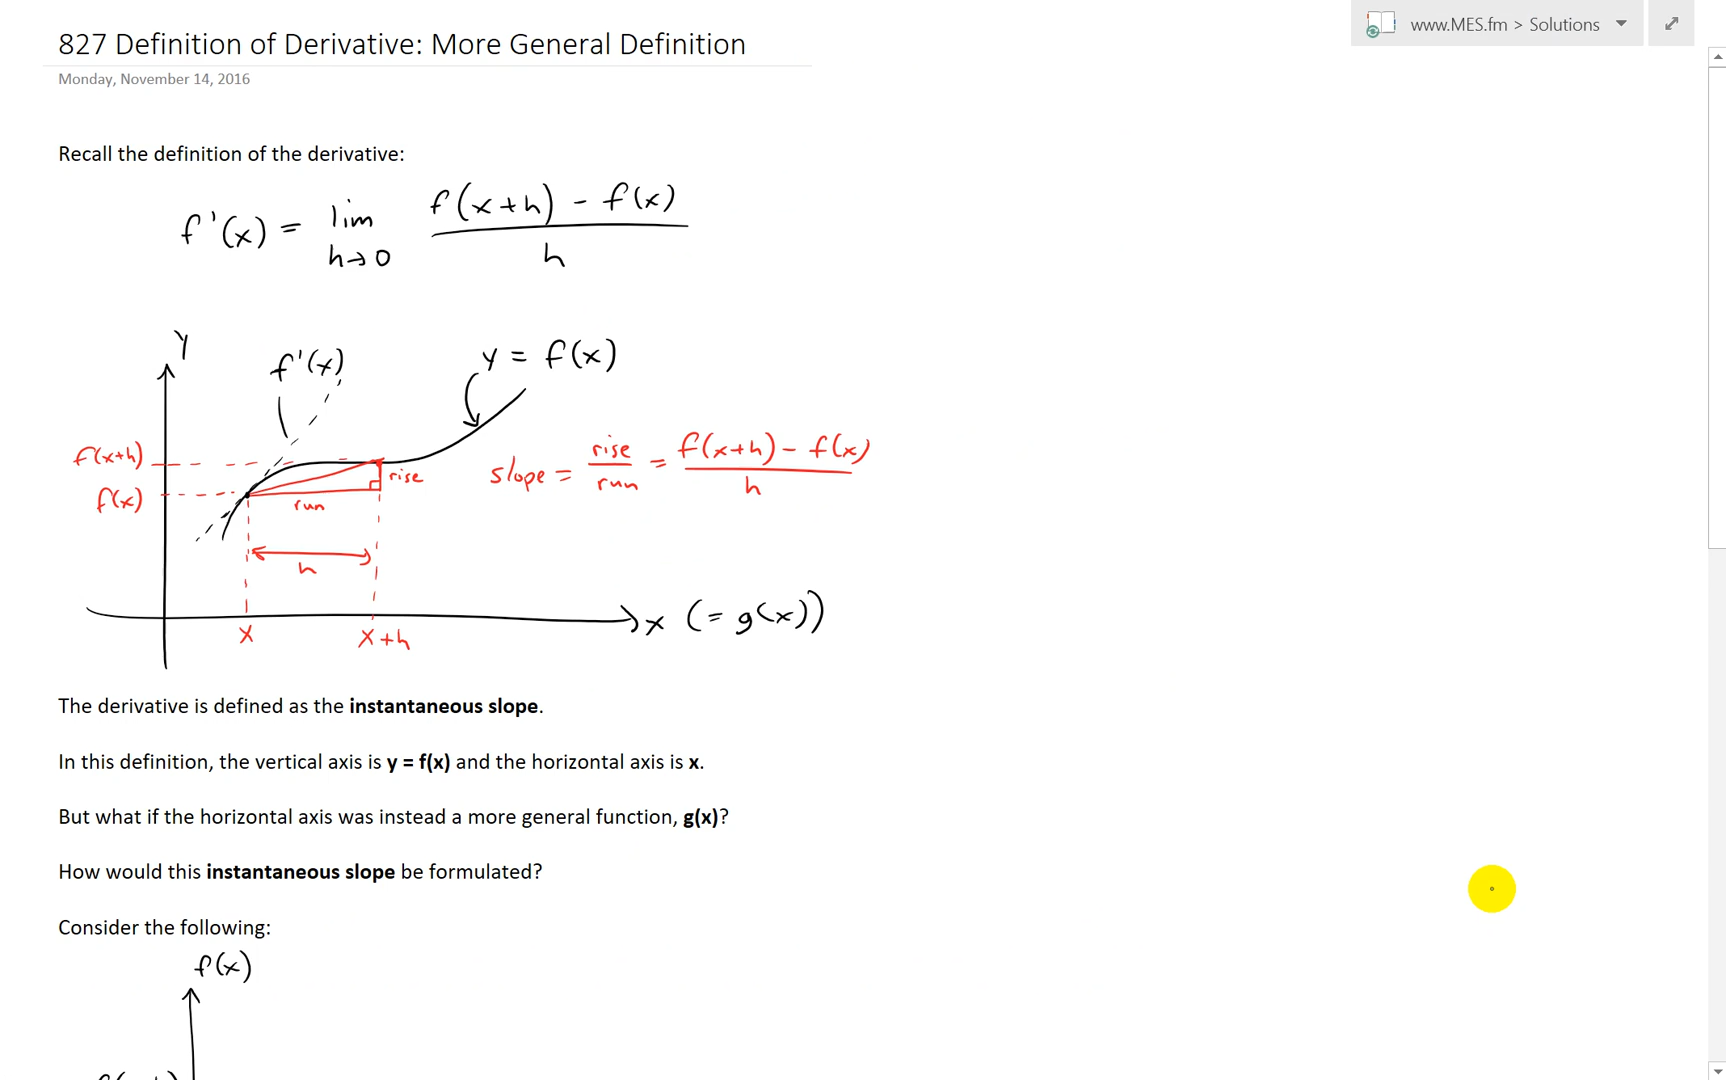 www.MES.fm > Solutions
827 Definition of Derivative: More General Definition
Monday, November 14, 2016
Recall the definition of the derivative:
f'(x) = lim h→0 f(x+h) - f(x) / h
Y
f'(x)
y = f(x)
f(x+h)
f(x)
rise
run
slope = rise / run = f(x+h) - f(x) / h
h
x
x+h
x (= g(x))
The derivative is defined as the instantaneous slope.
In this definition, the vertical axis is y = f(x) and the horizontal axis is x.
But what if the horizontal axis was instead a more general function, g(x)?
How would this instantaneous slope be formulated?
Consider the following:
f(x)